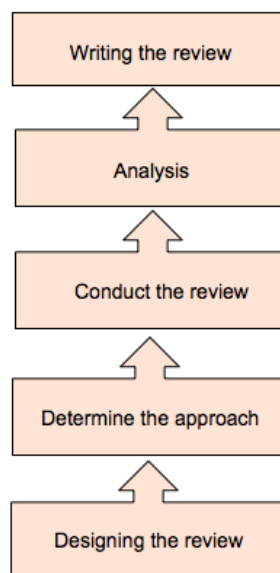 Writing the review
Analysis
Conduct the review
Determine the approach
Designing the review